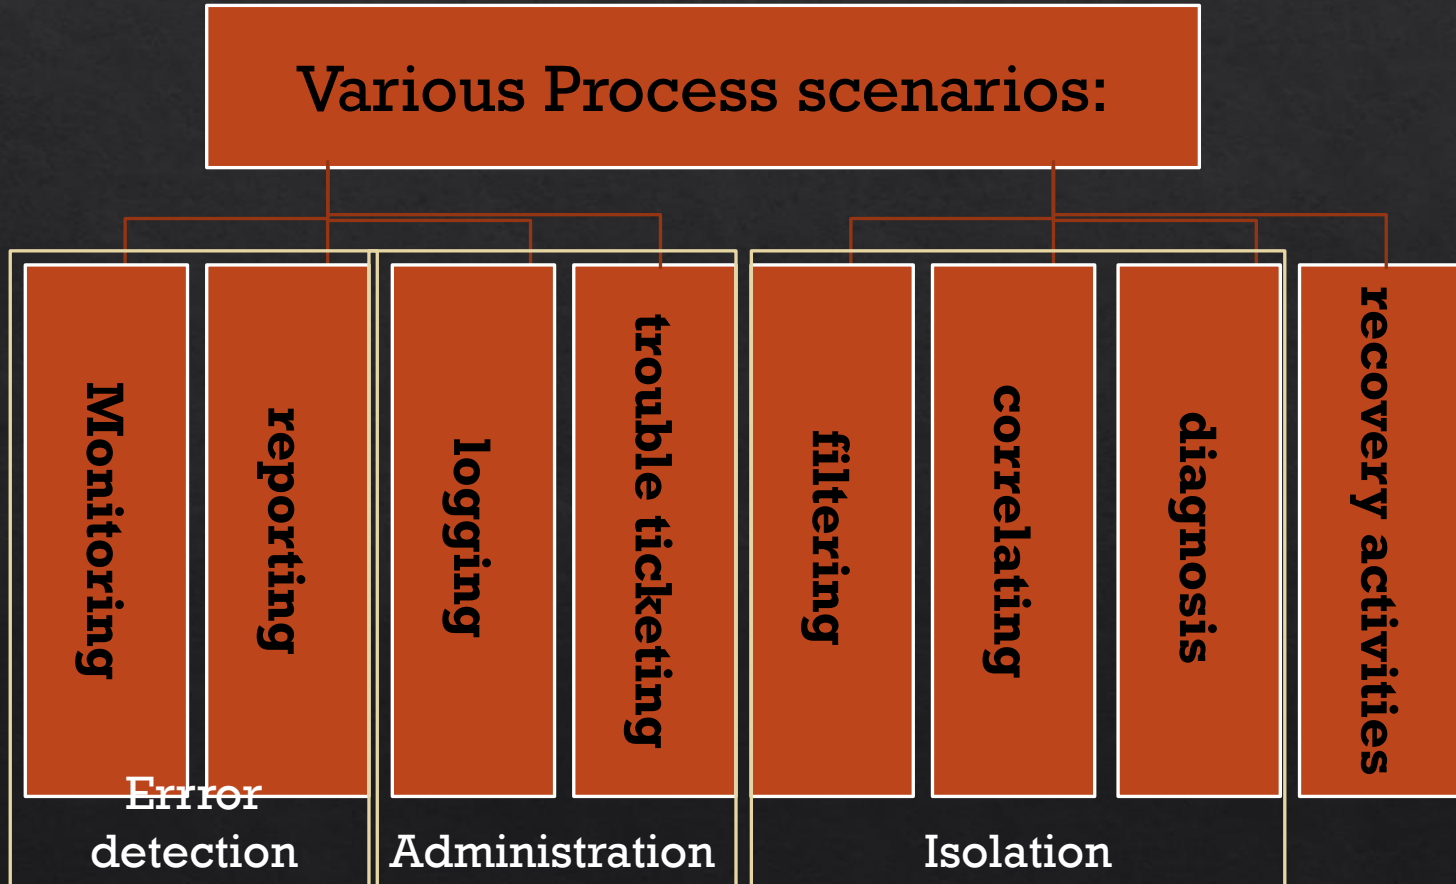 Various Process scenarios:
Monitoring
reporting
logging
trouble ticketing
filtering
correlating
diagnosis
recovery activities
Errror
detection
Administration
Isolation